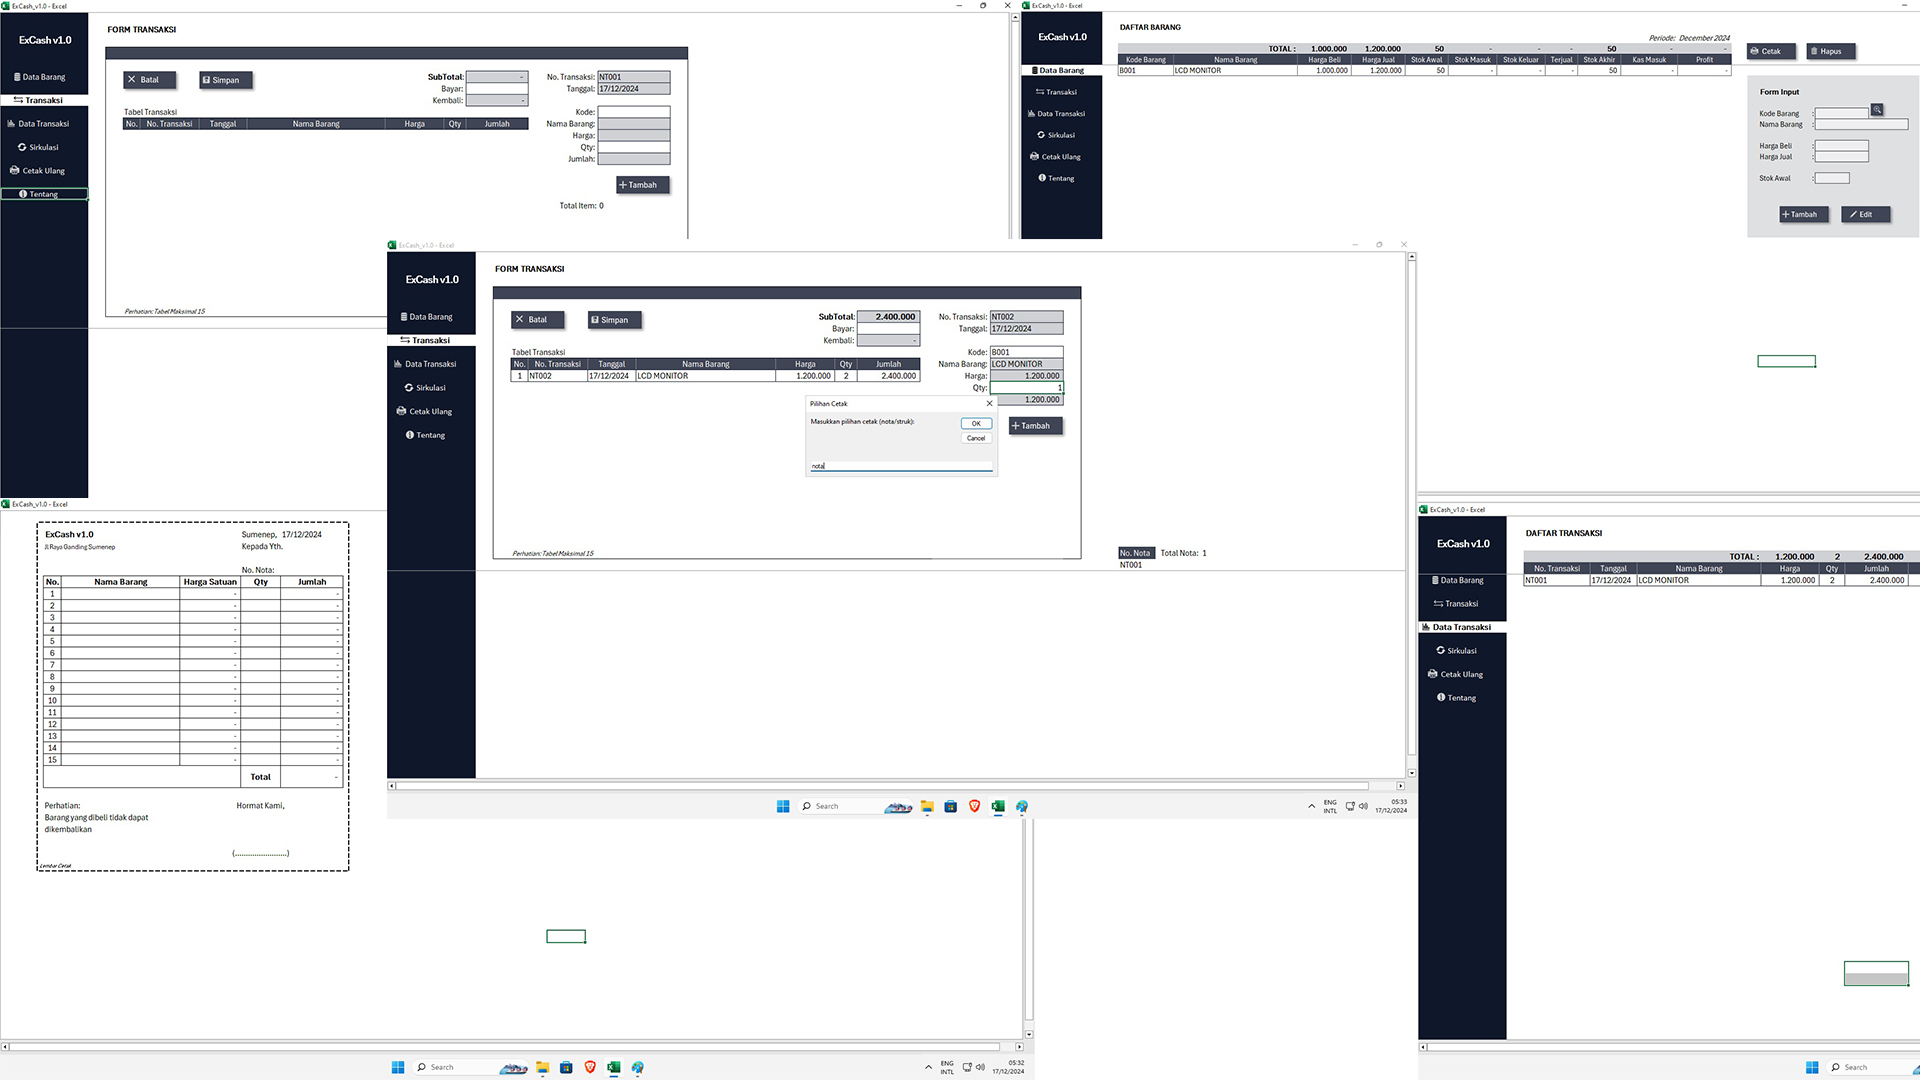 ExCash_v1.0 - Excel
ExCash v1.0
Data Barang
Transaksi
Data Transaksi
Sirkulasi
Cetak Ulang
Tentang
FORM TRANSAKSI
Batal
Simpan
SubTotal: -
Bayar:
Kembali: -
No. Transaksi: NT001
Tanggal: 17/12/2024
Kode:
Nama Barang:
Harga:
Qty:
Jumlah:
Tabel Transaksi
No. No. Transaksi Tanggal Nama Barang Harga Qty Jumlah
Tambah
Total Item: 0
Perhatian: Tabel Maksimal 15
ExCash_v1.0 - Excel
ExCash v1.0
Data Barang
Transaksi
Data Transaksi
Sirkulasi
Cetak Ulang
Tentang
DAFTAR BARANG
Periode: December 2024
TOTAL : 1.000.000 1.200.000 50 - - - 50 - -
Kode Barang Nama Barang Harga Beli Harga Jual Stok Awal Stok Masuk Stok Keluar Terjual Stok Akhir Kas Masuk Profit
B001 LCD MONITOR 1.000.000 1.200.000 50 - - - 50 - -
Cetak
Hapus
Form Input
Kode Barang :
Nama Barang :
Harga Beli :
Harga Jual :
Stok Awal :
Tambah
Edit
ExCash_v1.0 - Excel
ExCash v1.0
Data Barang
Transaksi
Data Transaksi
Sirkulasi
Cetak Ulang
Tentang
FORM TRANSAKSI
Batal
Simpan
SubTotal: 2.400.000
Bayar:
Kembali: -
No. Transaksi: NT002
Tanggal: 17/12/2024
Kode: B001
Nama Barang: LCD MONITOR
Harga: 1.200.000
Qty: 1
1.200.000
Tabel Transaksi
No. No. Transaksi Tanggal Nama Barang Harga Qty Jumlah
1 NT002 17/12/2024 LCD MONITOR 1.200.000 2 2.400.000
Pilihan Cetak
Masukkan pilihan cetak (nota/struk):
OK
Cancel
nota
Tambah
Perhatian: Tabel Maksimal 15
No. Nota Total Nota: 1
NT001
Search
ENG
INTL
05:33
17/12/2024
ExCash_v1.0 - Excel
ExCash v1.0
Jl.Raya Ganding Sumenep
Sumenep, 17/12/2024
Kepada Yth.
No. Nota:
No. Nama Barang Harga Satuan Qty Jumlah
1 - -
2 - -
3 - -
4 - -
5 - -
6 - -
7 - -
8 - -
9 - -
10 - -
11 - -
12 - -
13 - -
14 - -
15 - -
Total -
Perhatian:
Barang yang dibeli tidak dapat
dikembalikan
Hormat Kami,
(........................)
Lembar Cetak
Search
ENG
INTL
05:32
17/12/2024
ExCash_v1.0 - Excel
ExCash v1.0
Data Barang
Transaksi
Data Transaksi
Sirkulasi
Cetak Ulang
Tentang
DAFTAR TRANSAKSI
TOTAL : 1.200.000 2 2.400.000
No. Transaksi Tanggal Nama Barang Harga Qty Jumlah
NT001 17/12/2024 LCD MONITOR 1.200.000 2 2.400.000
Search